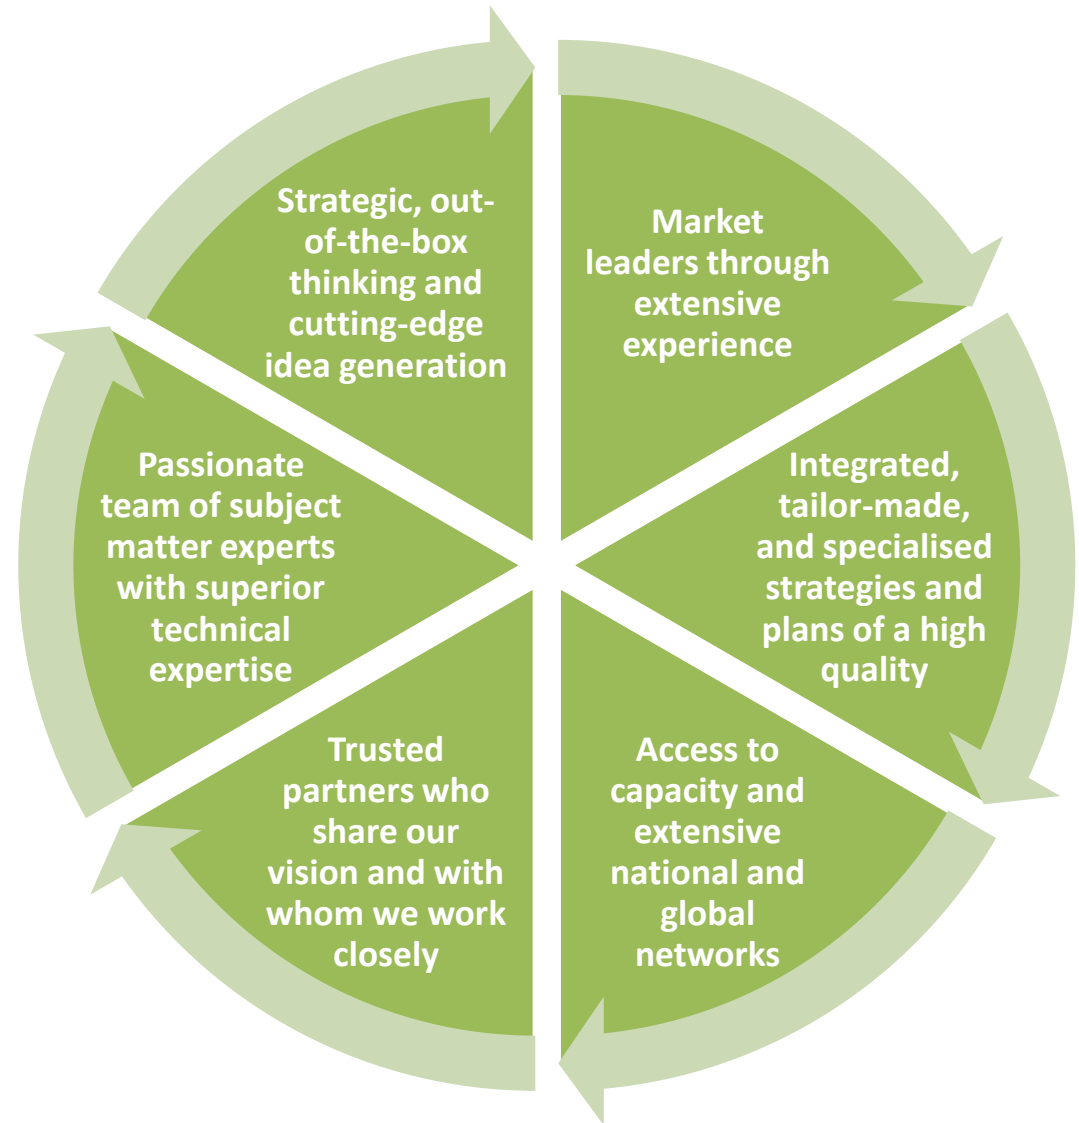 Market
leaders through
extensive
experience
Integrated,
tailor-made,
and specialised
strategies and
plans of a high
quality
Access to
capacity and
extensive
national and
global
networks
Trusted
partners who
share our
vision and with
whom we work
closely
Passionate
team of subject
matter experts
with superior
technical
expertise
Strategic, out-
of-the-box
thinking and
cutting-edge
idea generation